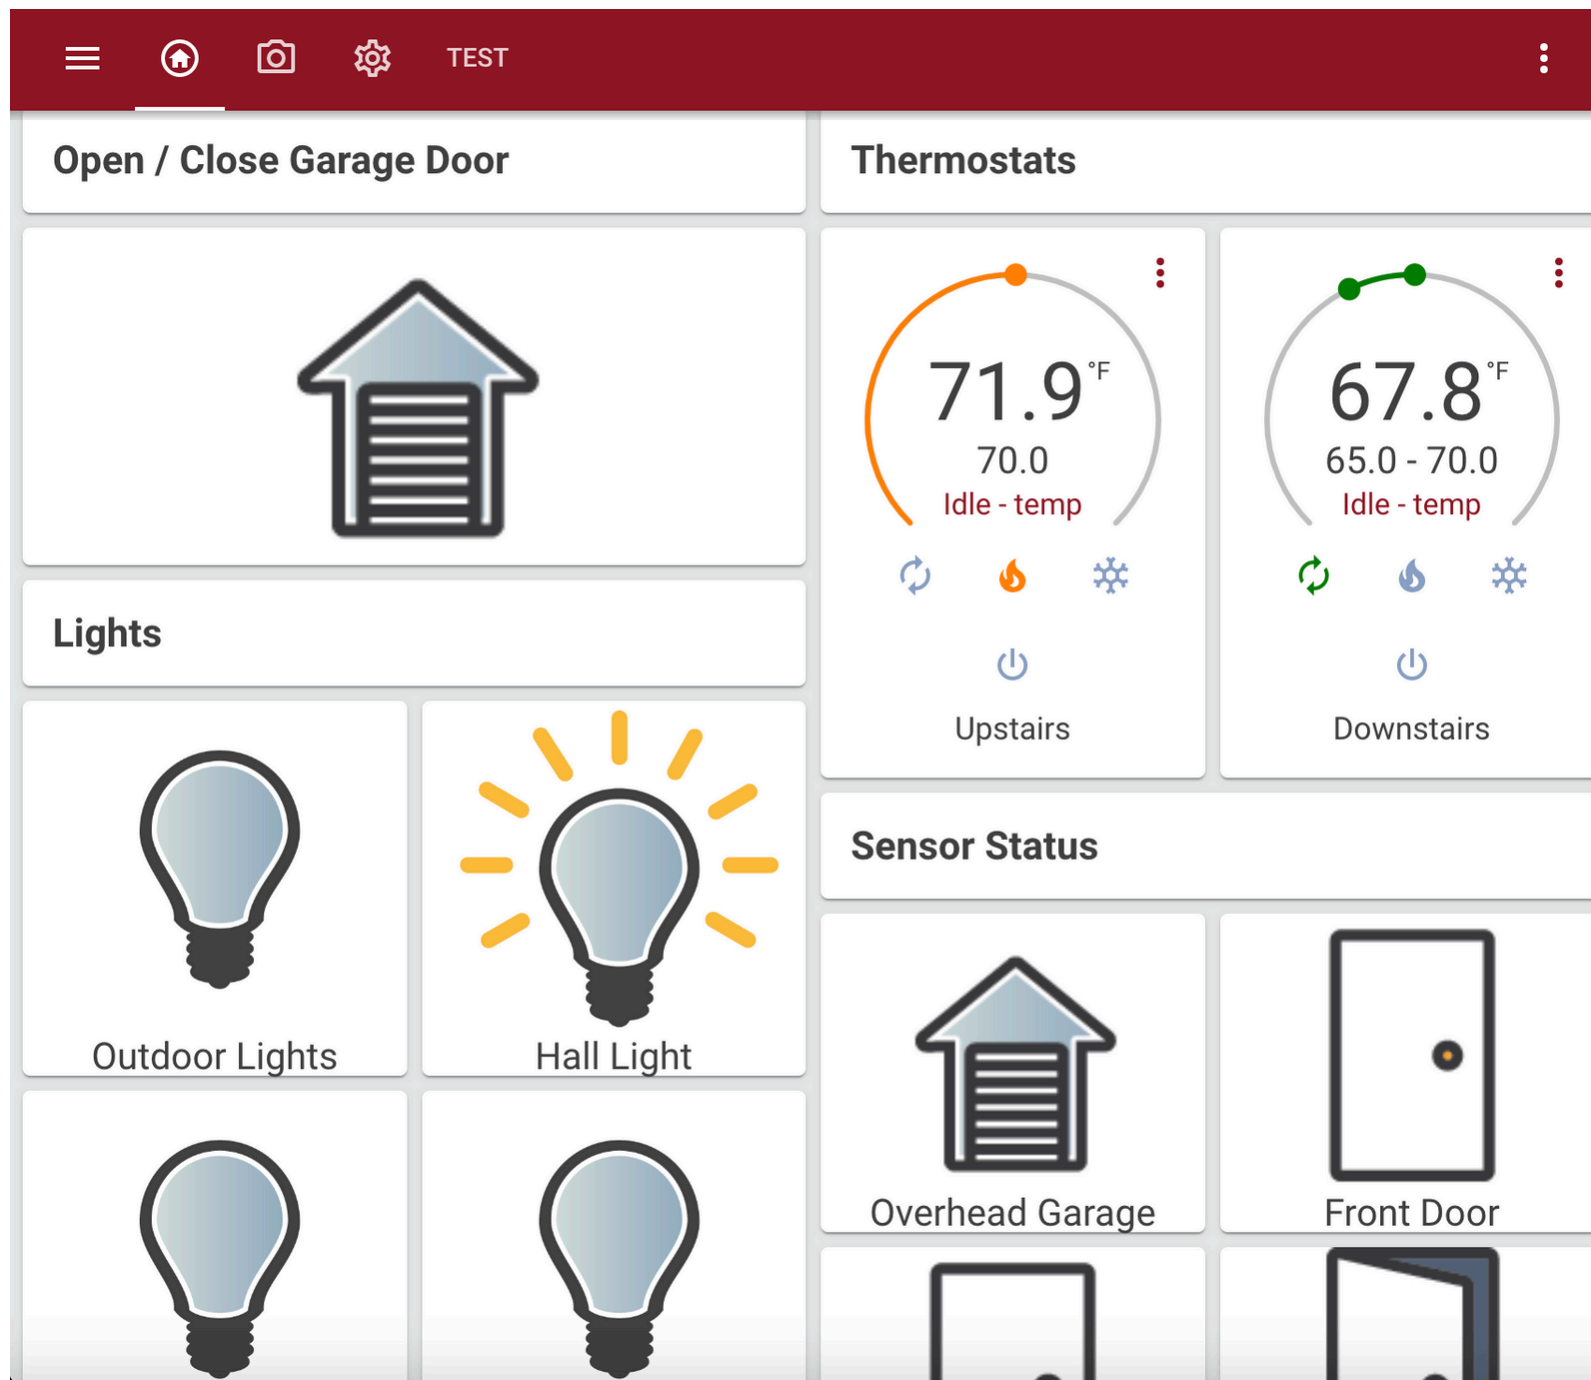 TEST
Open / Close Garage Door
Lights
Outdoor Lights
Hall Light
Thermostats
71.9 °F
70.0
Idle - temp
Upstairs
67.8 °F
65.0 - 70.0
Idle - temp
Downstairs
Sensor Status
Overhead Garage
Front Door